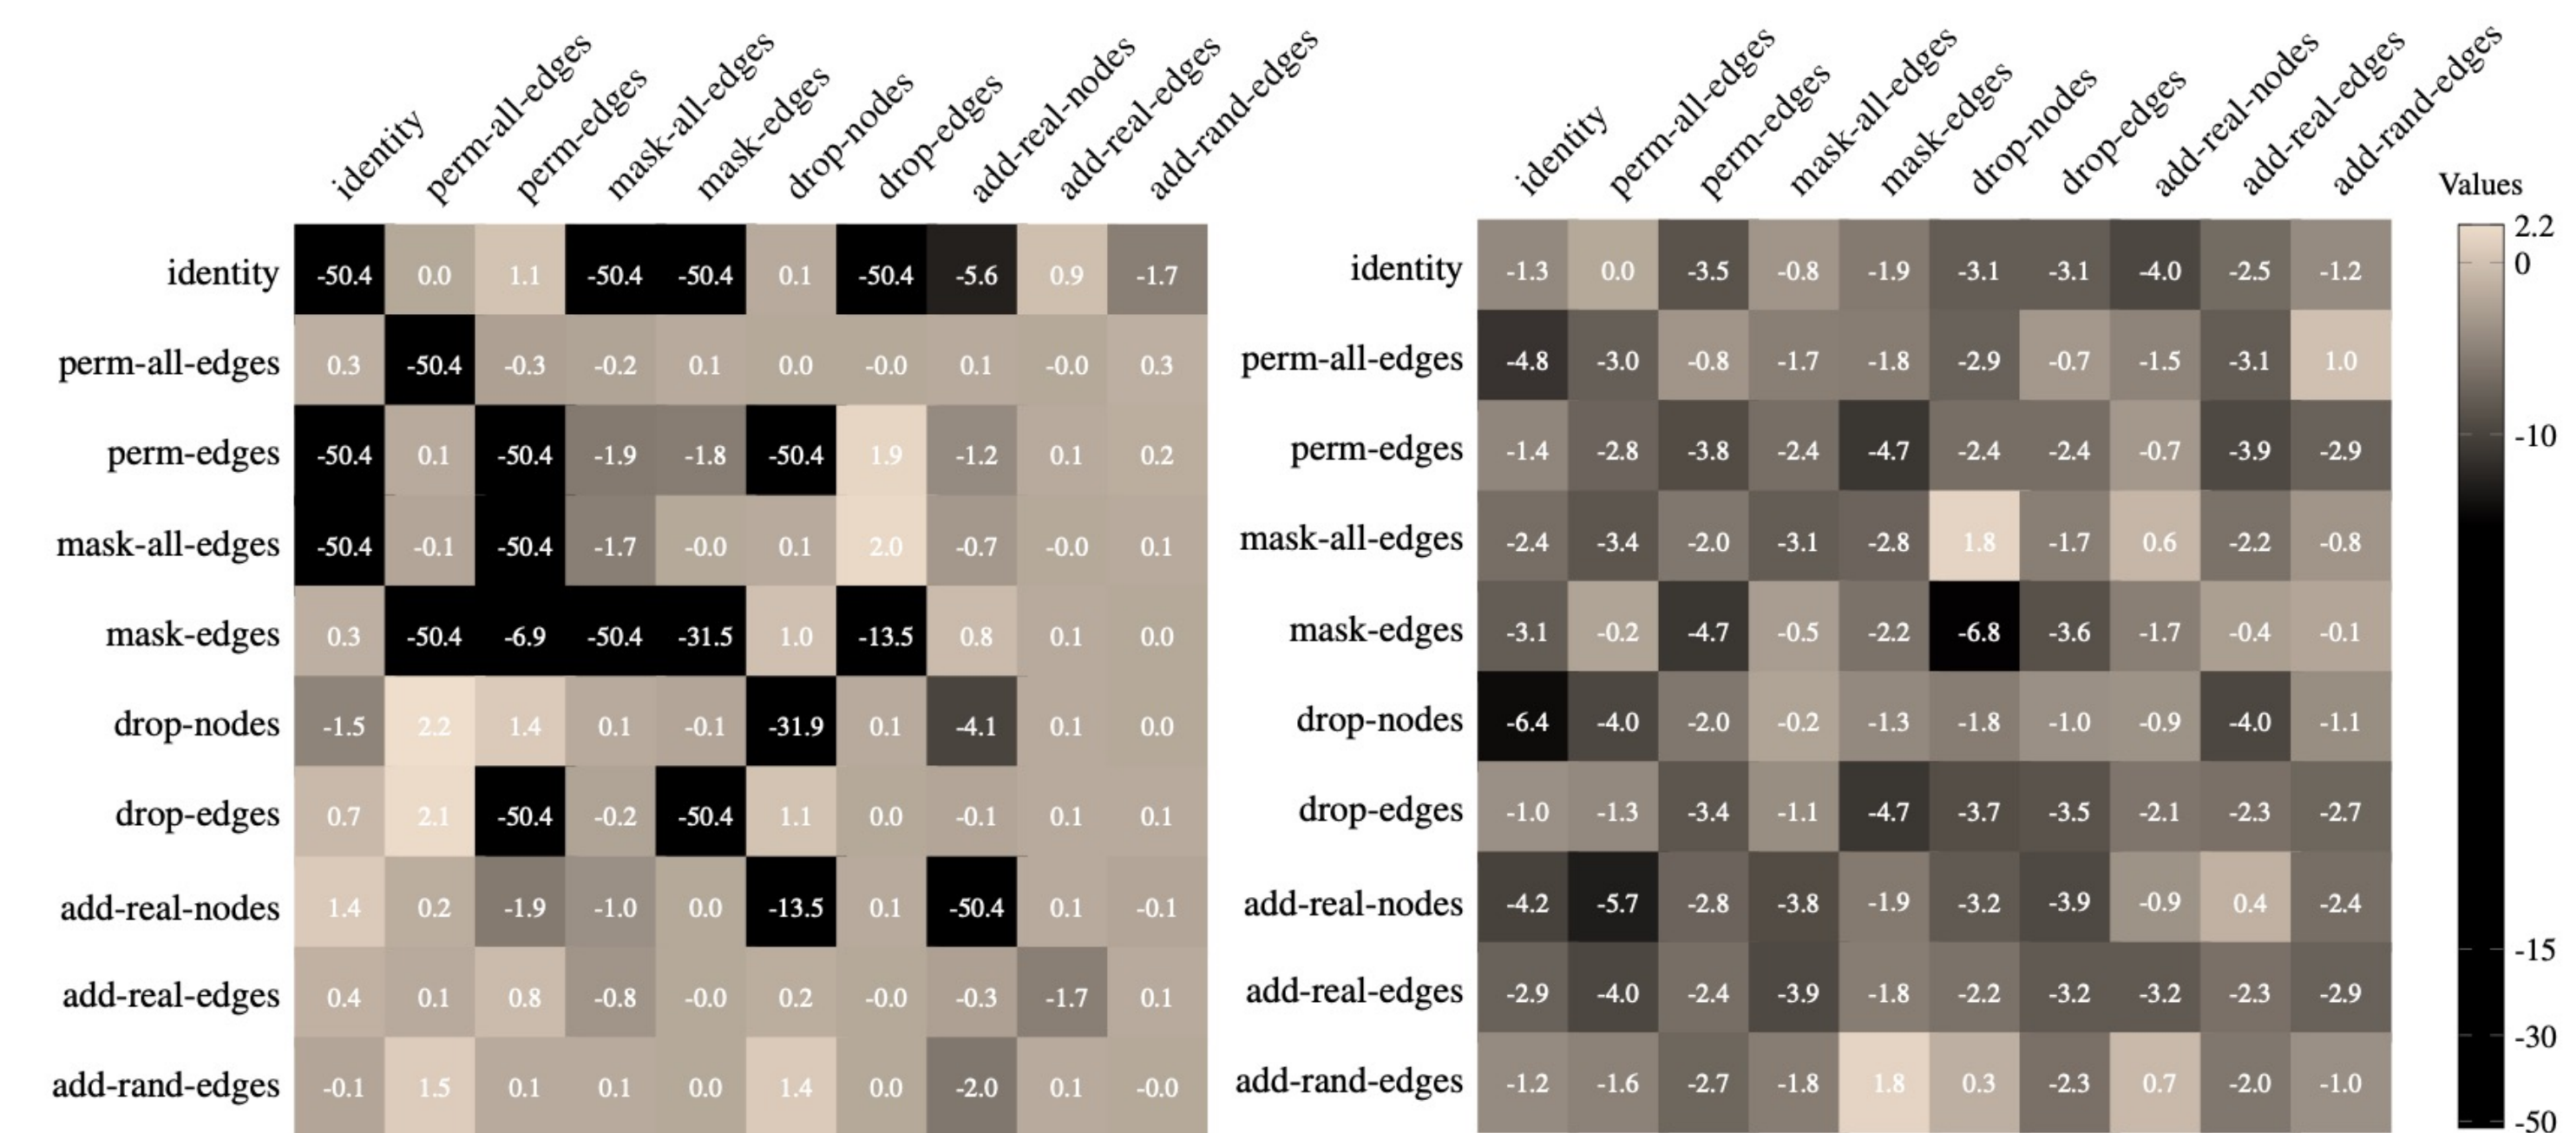 identity perm-all-edges perm-edges mask-all-edges mask-edges drop-nodes drop-edges add-real-nodes add-real-edges add-rand-edges
identity -50.4 0.0 1.1 -50.4 -50.4 0.1 -50.4 -5.6 0.9 -1.7
perm-all-edges 0.3 -50.4 -0.3 -0.2 0.1 0.0 -0.0 0.1 -0.0 0.3
perm-edges -50.4 0.1 -50.4 -1.9 -1.8 -50.4 1.9 -1.2 0.1 0.2
mask-all-edges -50.4 -0.1 -50.4 -1.7 -0.0 0.1 2.0 -0.7 -0.0 0.1
mask-edges 0.3 -50.4 -6.9 -50.4 -31.5 1.0 -13.5 0.8 0.1 0.0
drop-nodes -1.5 2.2 1.4 0.1 -0.1 -31.9 0.1 -4.1 0.1 0.0
drop-edges 0.7 2.1 -50.4 -0.2 -50.4 1.1 0.0 -0.1 0.1 0.1
add-real-nodes 1.4 0.2 -1.9 -1.0 0.0 -13.5 0.1 -50.4 0.1 -0.1
add-real-edges 0.4 0.1 0.8 -0.8 -0.0 0.2 -0.0 -0.3 -1.7 0.1
add-rand-edges -0.1 1.5 0.1 0.1 0.0 1.4 0.0 -2.0 0.1 -0.0
identity perm-all-edges perm-edges mask-all-edges mask-edges drop-nodes drop-edges add-real-nodes add-real-edges add-rand-edges
identity -1.3 0.0 -3.5 -0.8 -1.9 -3.1 -3.1 -4.0 -2.5 -1.2
perm-all-edges -4.8 -3.0 -0.8 -1.7 -1.8 -2.9 -0.7 -1.5 -3.1 1.0
perm-edges -1.4 -2.8 -3.8 -2.4 -4.7 -2.4 -2.4 -0.7 -3.9 -2.9
mask-all-edges -2.4 -3.4 -2.0 -3.1 -2.8 1.8 -1.7 0.6 -2.2 -0.8
mask-edges -3.1 -0.2 -4.7 -0.5 -2.2 -6.8 -3.6 -1.7 -0.4 -0.1
drop-nodes -6.4 -4.0 -2.0 -0.2 -1.3 -1.8 -1.0 -0.9 -4.0 -1.1
drop-edges -1.0 -1.3 -3.4 -1.1 -4.7 -3.7 -3.5 -2.1 -2.3 -2.7
add-real-nodes -4.2 -5.7 -2.8 -3.8 -1.9 -3.2 -3.9 -0.9 0.4 -2.4
add-real-edges -2.9 -4.0 -2.4 -3.9 -1.8 -2.2 -3.2 -3.2 -2.3 -2.9
add-rand-edges -1.2 -1.6 -2.7 -1.8 1.8 0.3 -2.3 0.7 -2.0 -1.0
Values
2.2
0
-10
-15
-30
-50